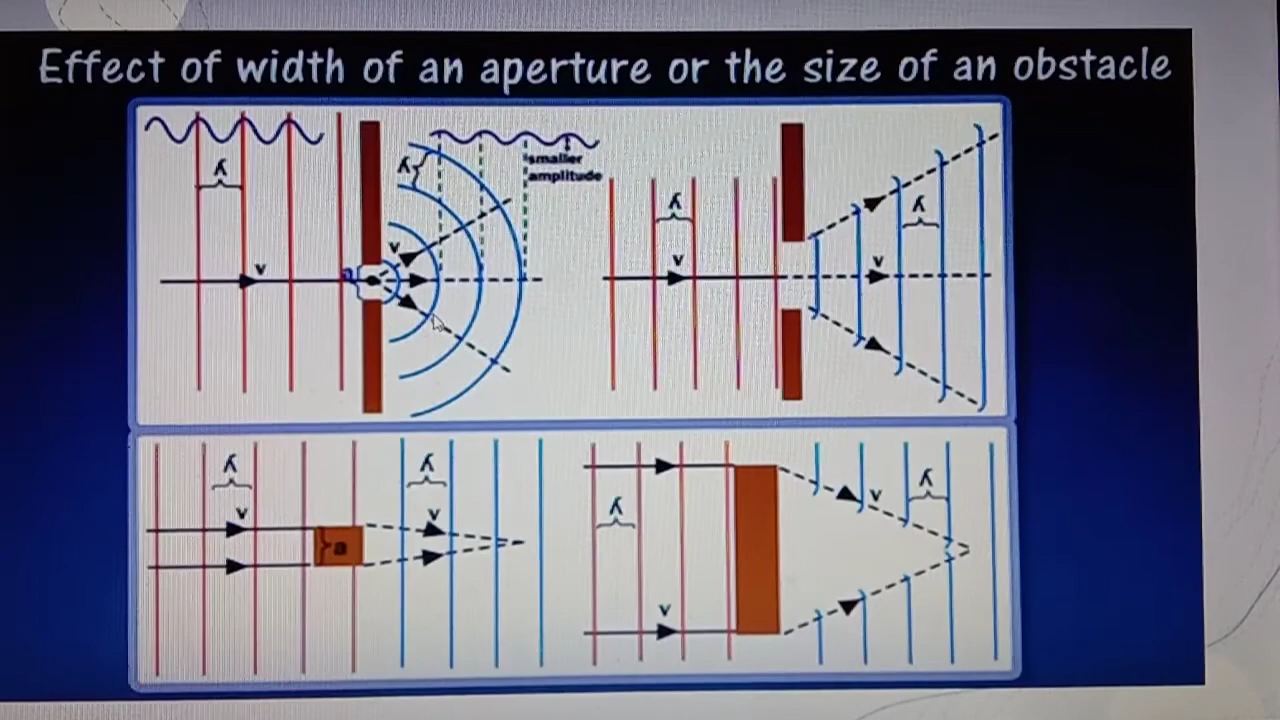 Effect of width of an aperture or the size of an obstacle
λ
v
a
λ
v
smaller
amplitude
λ
v
λ
v
λ
v
a
λ
v
λ
v
λ
v